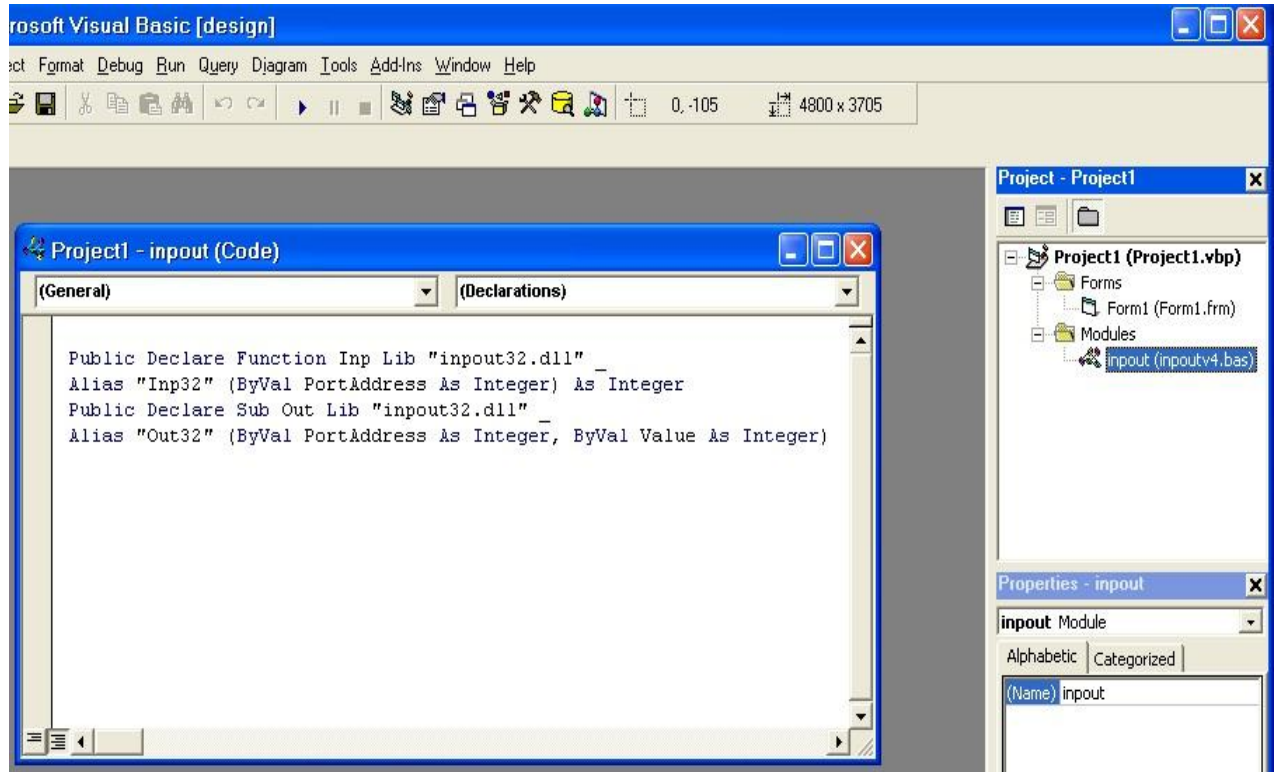 rosoft Visual Basic [design]
ect Format Debug Run Query Diagram Tools Add-Ins Window Help
0, -105 4800 x 3705
Project - Project1
Project1 (Project1.vbp)
Forms
Form1 (Form1.frm)
Modules
inpout (inpoutv4.bas)
Project1 - inpout (Code)
(General) (Declarations)
Public Declare Function Inp Lib "inpout32.dll" _
Alias "Inp32" (ByVal PortAddress As Integer) As Integer
Public Declare Sub Out Lib "inpout32.dll" _
Alias "Out32" (ByVal PortAddress As Integer, ByVal Value As Integer)
Properties - inpout
inpout Module
Alphabetic Categorized
(Name) inpout